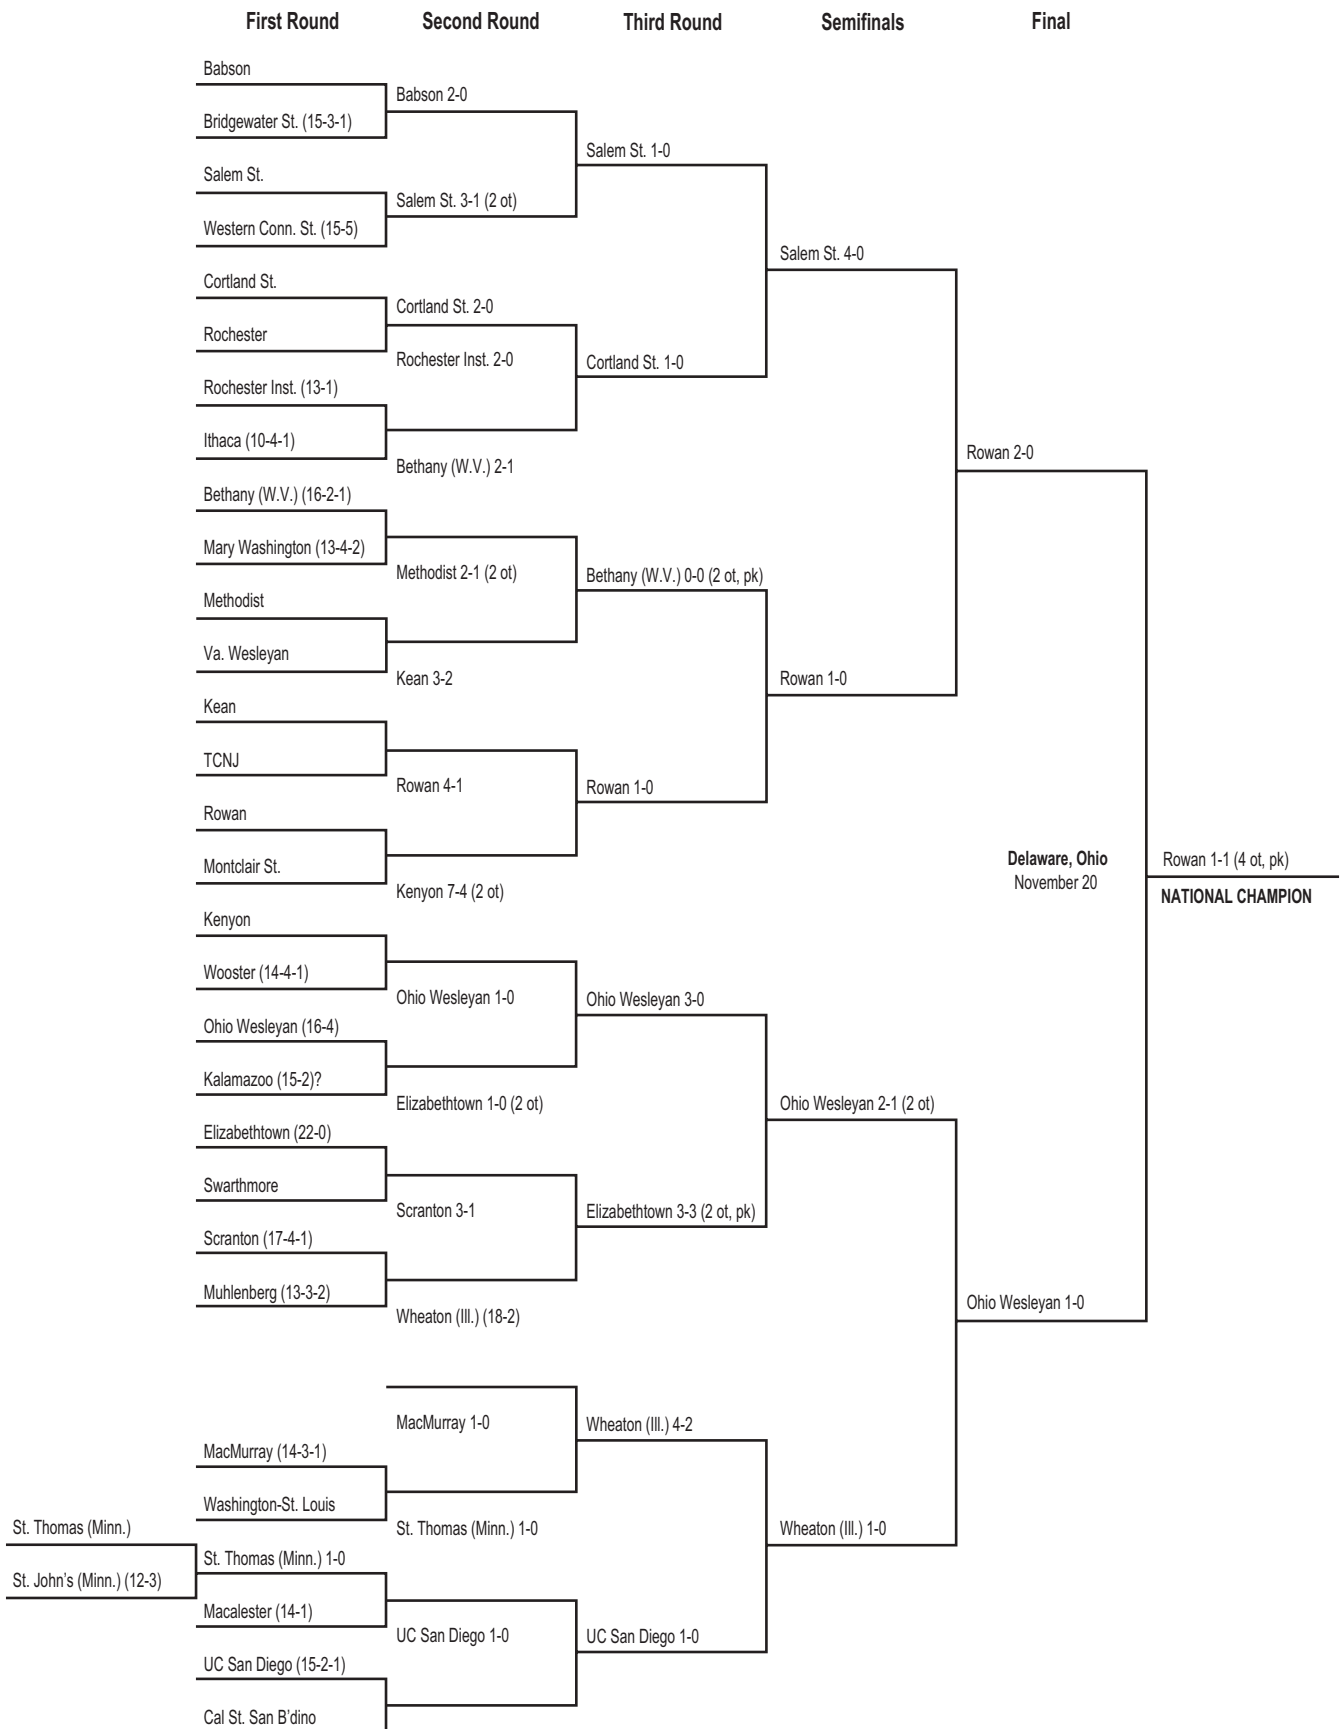 First Round
Second Round
Third Round
Semifinals
Final
Babson
Bridgewater St. (15-3-1)
Salem St.
Western Conn. St. (15-5)
Cortland St.
Rochester
Rochester Inst. (13-1)
Ithaca (10-4-1)
Bethany (W.V.) (16-2-1)
Mary Washington (13-4-2)
Methodist
Va. Wesleyan
Kean
TCNJ
Rowan
Montclair St.
Kenyon
Wooster (14-4-1)
Ohio Wesleyan (16-4)
Kalamazoo (15-2)?
Elizabethtown (22-0)
Swarthmore
Scranton (17-4-1)
Muhlenberg (13-3-2)
MacMurray (14-3-1)
Washington-St. Louis
St. Thomas (Minn.)
St. John's (Minn.) (12-3)
St. Thomas (Minn.) 1-0
Macalester (14-1)
UC San Diego (15-2-1)
Cal St. San B'dino
Babson 2-0
Salem St. 3-1 (2 ot)
Cortland St. 2-0
Rochester Inst. 2-0
Bethany (W.V.) 2-1
Methodist 2-1 (2 ot)
Kean 3-2
Rowan 4-1
Kenyon 7-4 (2 ot)
Ohio Wesleyan 1-0
Elizabethtown 1-0 (2 ot)
Scranton 3-1
Wheaton (Ill.) (18-2)
MacMurray 1-0
St. Thomas (Minn.) 1-0
UC San Diego 1-0
Salem St. 1-0
Cortland St. 1-0
Bethany (W.V.) 0-0 (2 ot, pk)
Rowan 1-0
Ohio Wesleyan 3-0
Elizabethtown 3-3 (2 ot, pk)
Wheaton (Ill.) 4-2
UC San Diego 1-0
Salem St. 4-0
Rowan 1-0
Ohio Wesleyan 2-1 (2 ot)
Wheaton (Ill.) 1-0
Rowan 2-0
Ohio Wesleyan 1-0
Delaware, Ohio
November 20
Rowan 1-1 (4 ot, pk)
NATIONAL CHAMPION